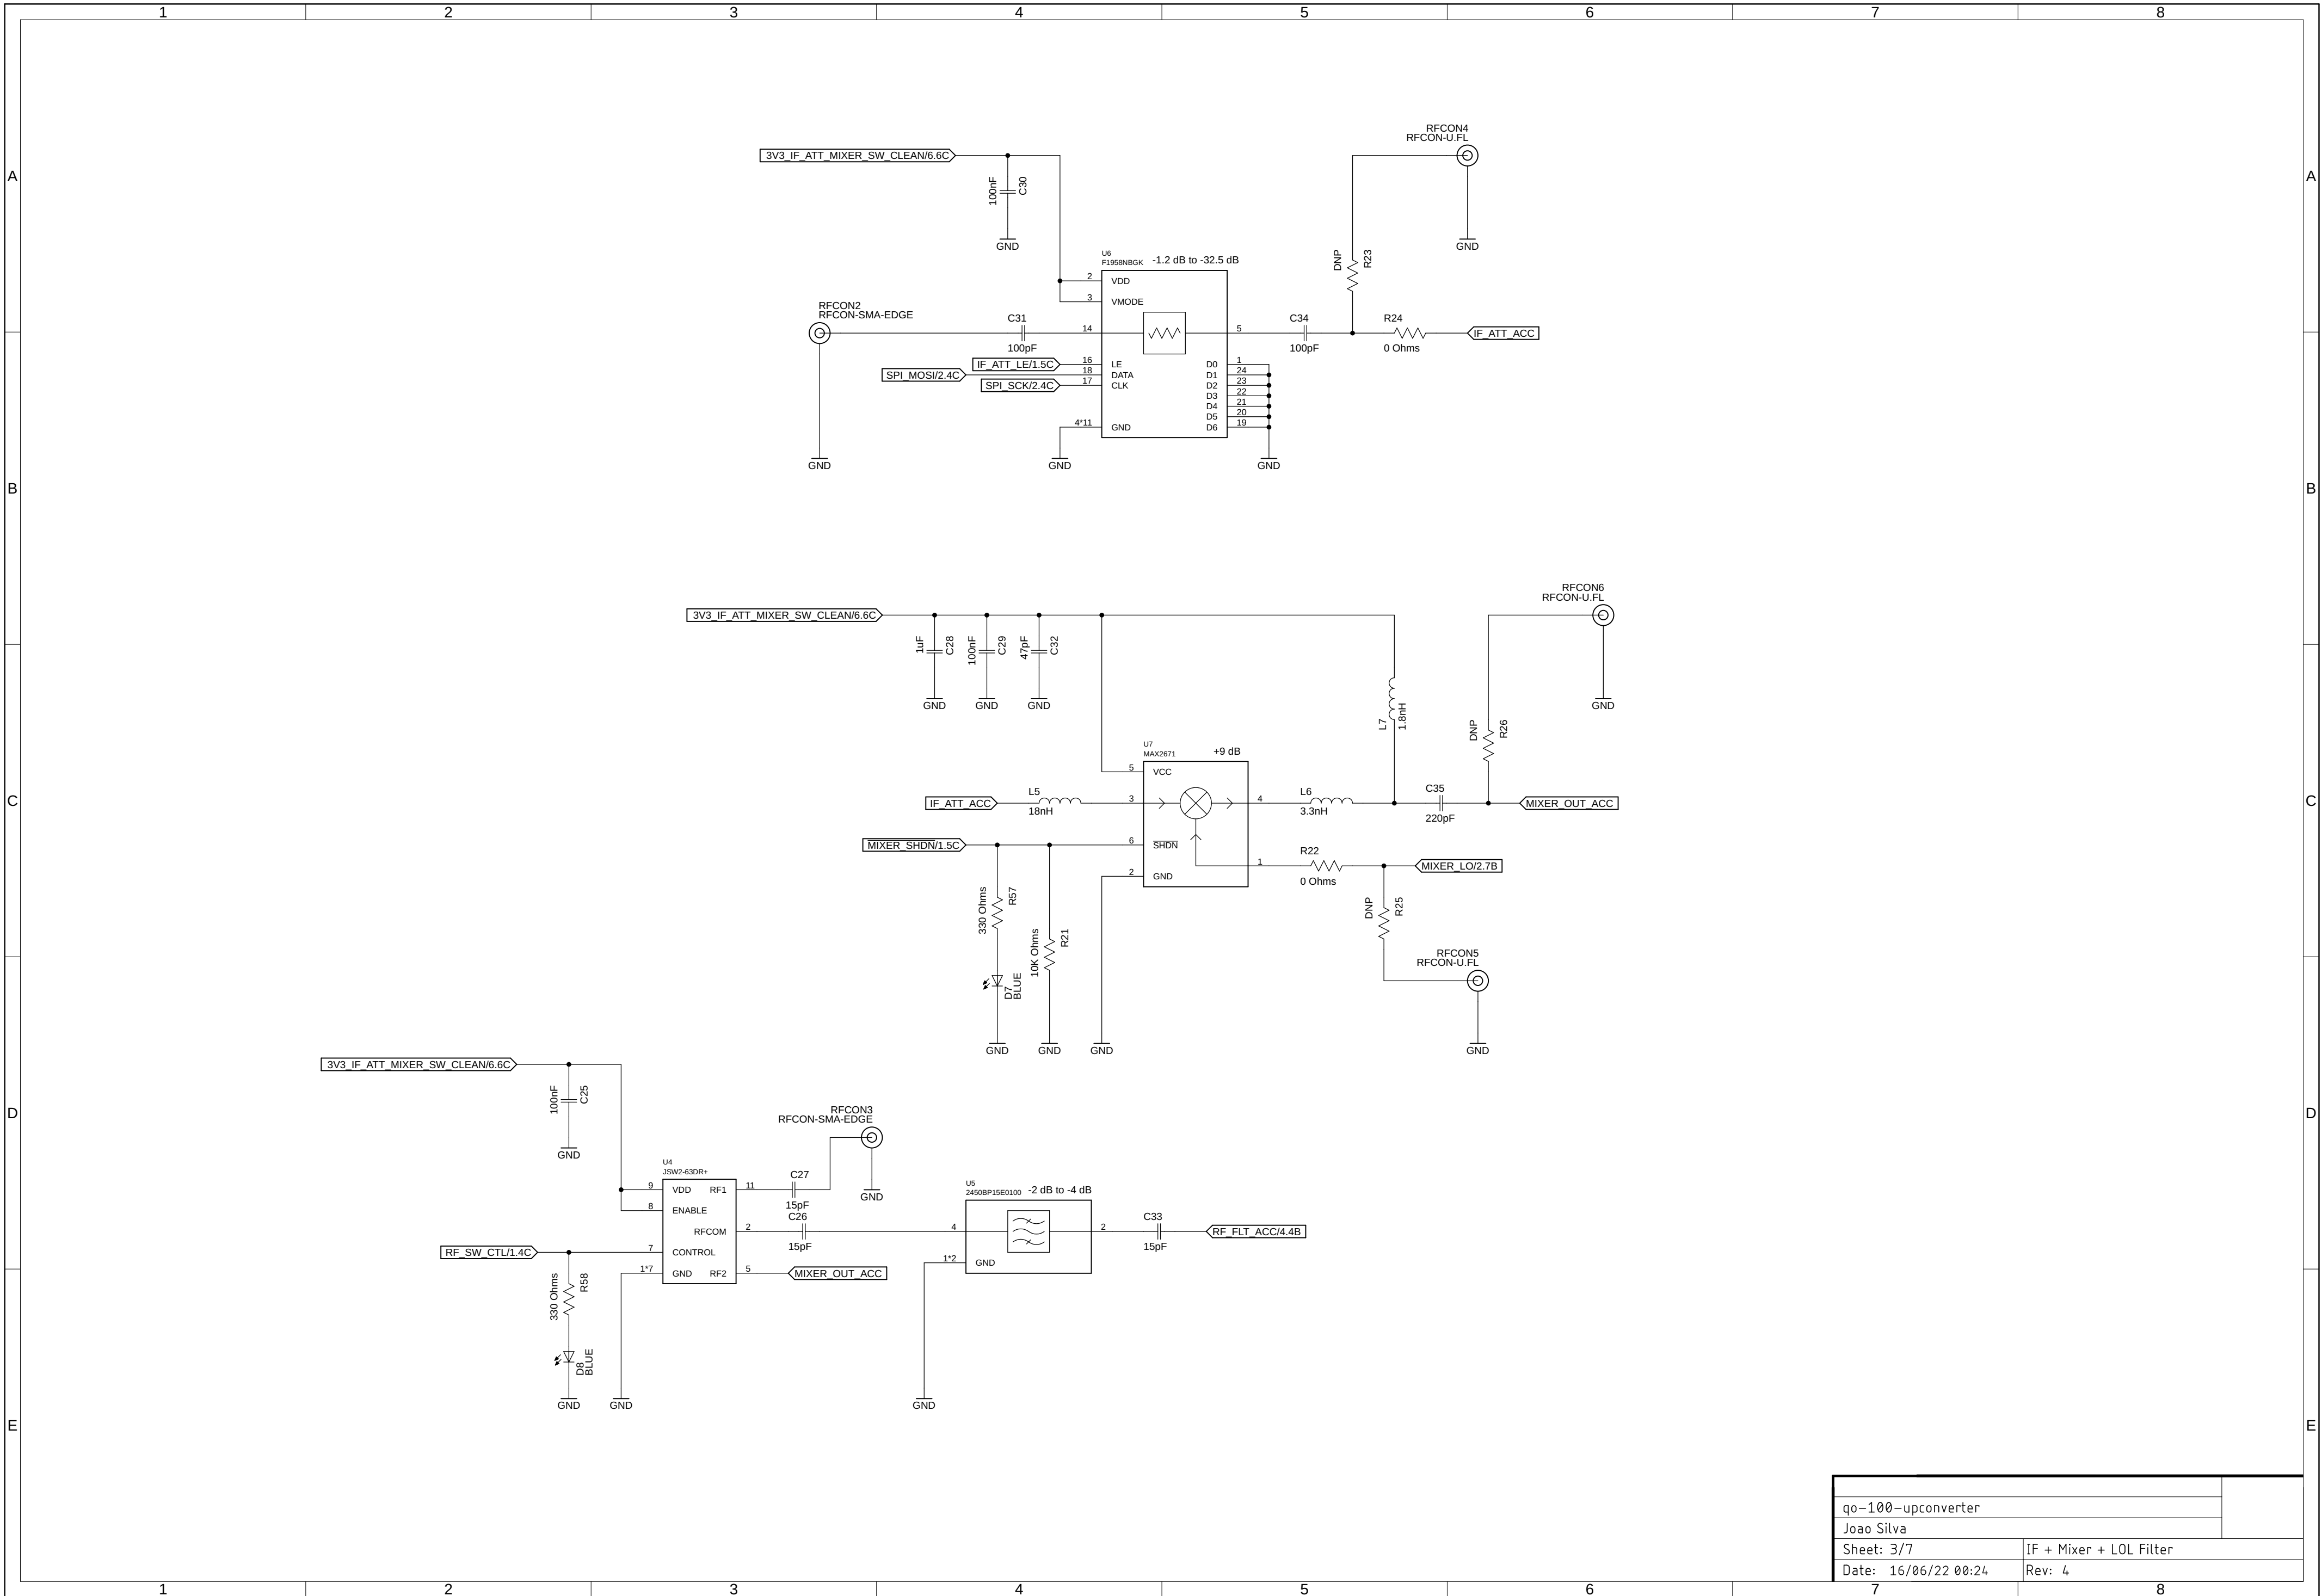 1 2 3 4 5 6 7 8
A A
RFCON4
RFCON-U.FL
3V3_IF_ATT_MIXER_SW_CLEAN/6.6C
100nF
C30
GND
GND
DNP
R23
U6
F1958NBGK
-1.2 dB to -32.5 dB
2 VDD
3 VMODE
RFCON2
RFCON-SMA-EDGE
C31
100pF
14
5
C34
100pF
R24
0 Ohms
IF_ATT_ACC
IF_ATT_LE/1.5C
16 LE
D0 1
SPI_MOSI/2.4C
18 DATA
D1 24
SPI_SCK/2.4C
17 CLK
D2 23
D3 22
D4 21
D5 20
4*11 GND
D6 19
GND
GND
GND
B B
RFCON6
RFCON-U.FL
3V3_IF_ATT_MIXER_SW_CLEAN/6.6C
1uF
C28
100nF
C29
47pF
C32
GND
GND
GND
GND
L7
1.8nH
DNP
R26
U7
MAX2671
+9 dB
5 VCC
C C
IF_ATT_ACC
L5
18nH
3
4
L6
3.3nH
C35
220pF
MIXER_OUT_ACC
MIXER_SHDN/1.5C
6 SHDN
1
R22
0 Ohms
MIXER_LO/2.7B
2 GND
330 Ohms
R57
10K Ohms
R21
DNP
R25
RFCON5
RFCON-U.FL
D7
BLUE
GND
GND
GND
GND
3V3_IF_ATT_MIXER_SW_CLEAN/6.6C
100nF
C25
GND
D D
RFCON3
RFCON-SMA-EDGE
GND
U4
JSW2-63DR+
9 VDD RF1 11
C27
15pF
8 ENABLE
RFCOM 2
C26
15pF
U5
2450BP15E0100
-2 dB to -4 dB
4
2
C33
15pF
RF_FLT_ACC/4.4B
RF_SW_CTL/1.4C
7 CONTROL
1*2 GND
1*7 GND RF2 5
MIXER_OUT_ACC
330 Ohms
R58
D8
BLUE
GND
GND
GND
E E
qo-100-upconverter
Joao Silva
Sheet: 3/7
IF + Mixer + LOL Filter
Date: 16/06/22 00:24
Rev: 4
1 2 3 4 5 6 7 8